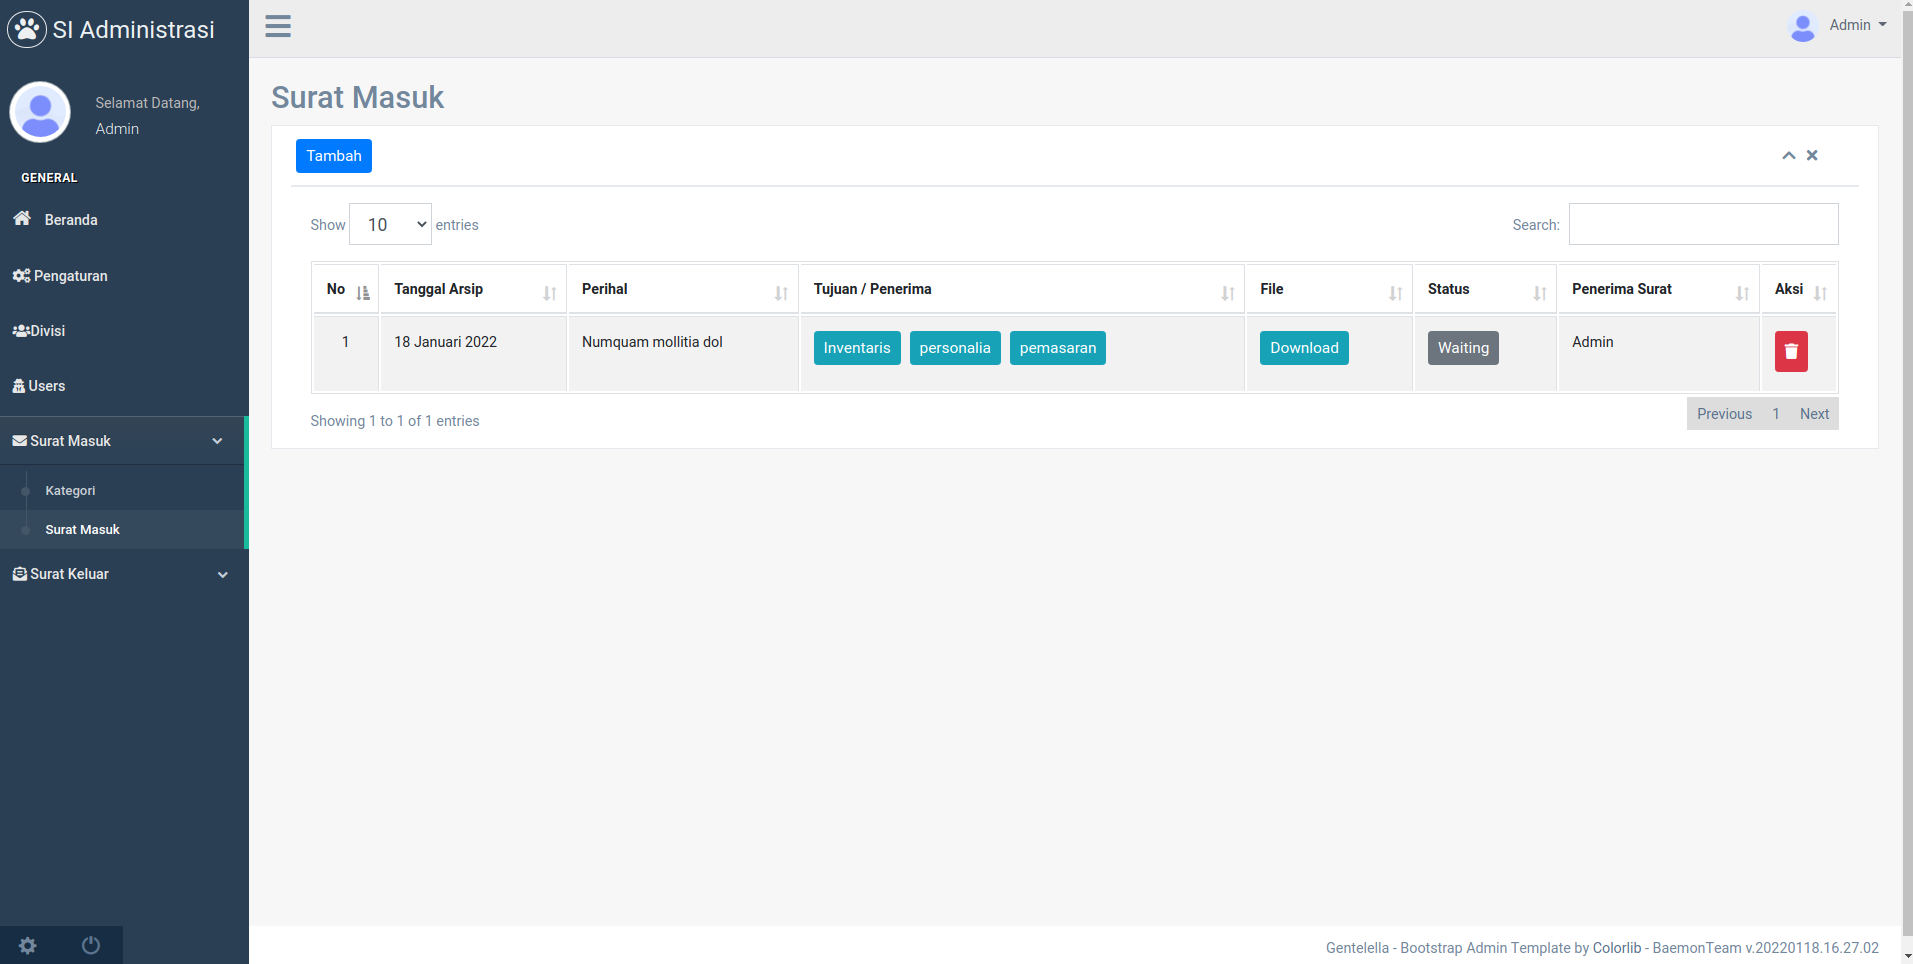 SI Administrasi
Admin
Selamat Datang,
Admin
GENERAL
Beranda
Pengaturan
Divisi
Users
Surat Masuk
Kategori
Surat Masuk
Surat Keluar
Surat Masuk
Tambah
Show 10 entries
Search:
No Tanggal Arsip Perihal Tujuan / Penerima File Status Penerima Surat Aksi
1 18 Januari 2022 Numquam mollitia dol Inventaris personalia pemasaran Download Waiting Admin
Showing 1 to 1 of 1 entries
Previous 1 Next
Gentelella - Bootstrap Admin Template by Colorlib - BaemonTeam v.20220118.16.27.02